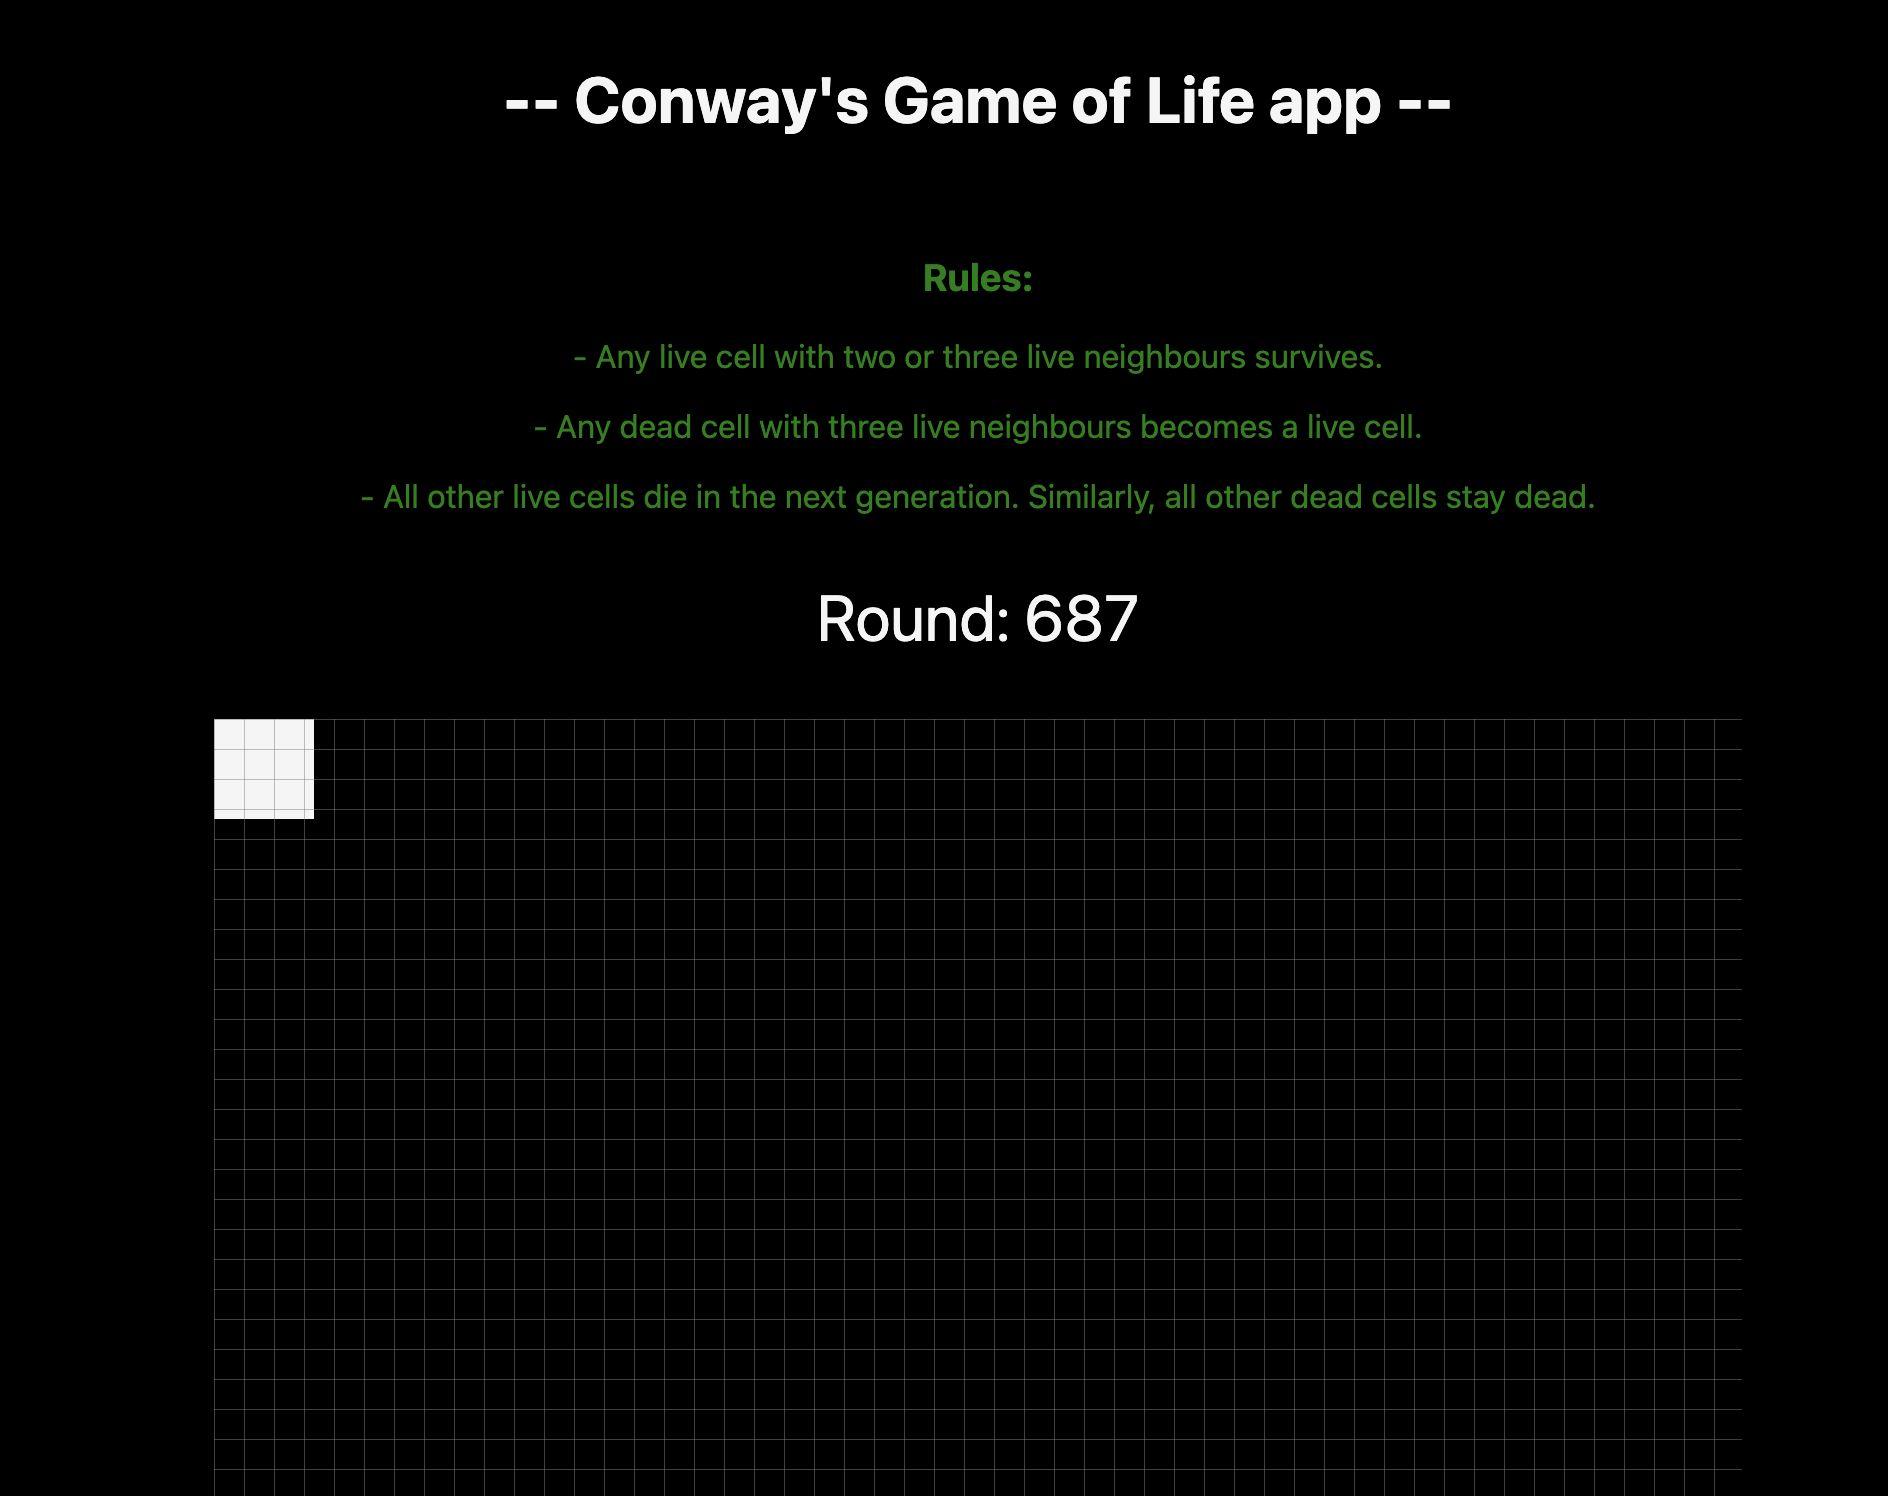 -- Conway's Game of Life app --
Rules:
- Any live cell with two or three live neighbours survives.
- Any dead cell with three live neighbours becomes a live cell.
- All other live cells die in the next generation. Similarly, all other dead cells stay dead.
Round: 687